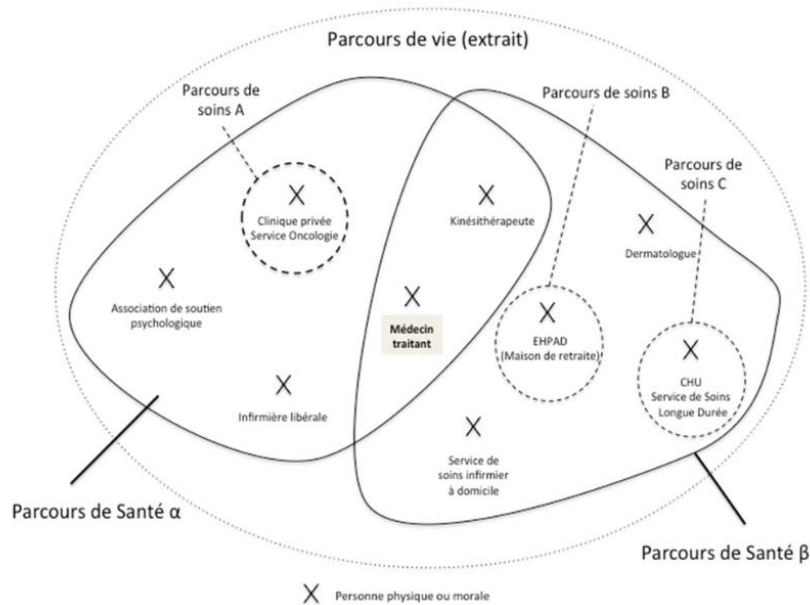 Parcours de vie (extrait)
Parcours de
soins A
Parcours de soins B
Parcours de
soins C
X
Clinique privée
Service Oncologie
X
Kinésithérapeute
X
Dermatologue
X
Association de soutien
psychologique
X
Médecin
traitant
X
EHPAD
(Maison de retraite)
X
CHU
Service de Soins
Longue Durée
X
Infirmière libérale
X
Service de
soins infirmier
à domicile
Parcours de Santé α
Parcours de Santé β
X Personne physique ou morale